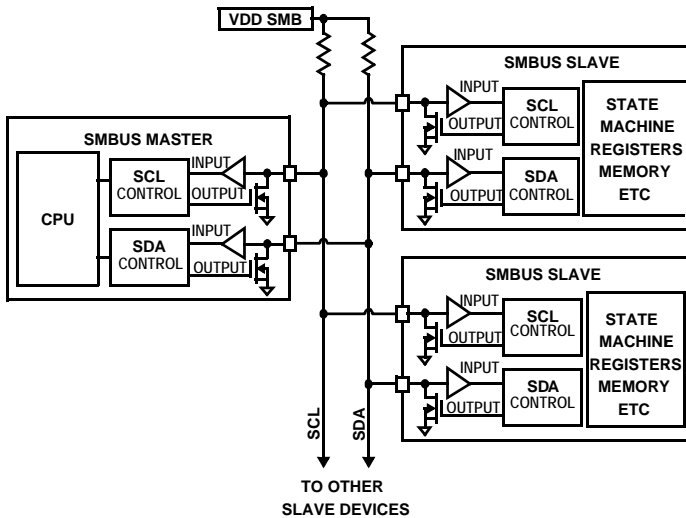 VDD SMB
SMBUS MASTER
CPU
SCL
CONTROL
INPUT
OUTPUT
SDA
CONTROL
INPUT
OUTPUT
SMBUS SLAVE
INPUT
OUTPUT
SCL
CONTROL
INPUT
OUTPUT
SDA
CONTROL
STATE
MACHINE
REGISTERS
MEMORY
ETC
SMBUS SLAVE
INPUT
OUTPUT
SCL
CONTROL
INPUT
OUTPUT
SDA
CONTROL
STATE
MACHINE
REGISTERS
MEMORY
ETC
SCL
SDA
TO OTHER
SLAVE DEVICES